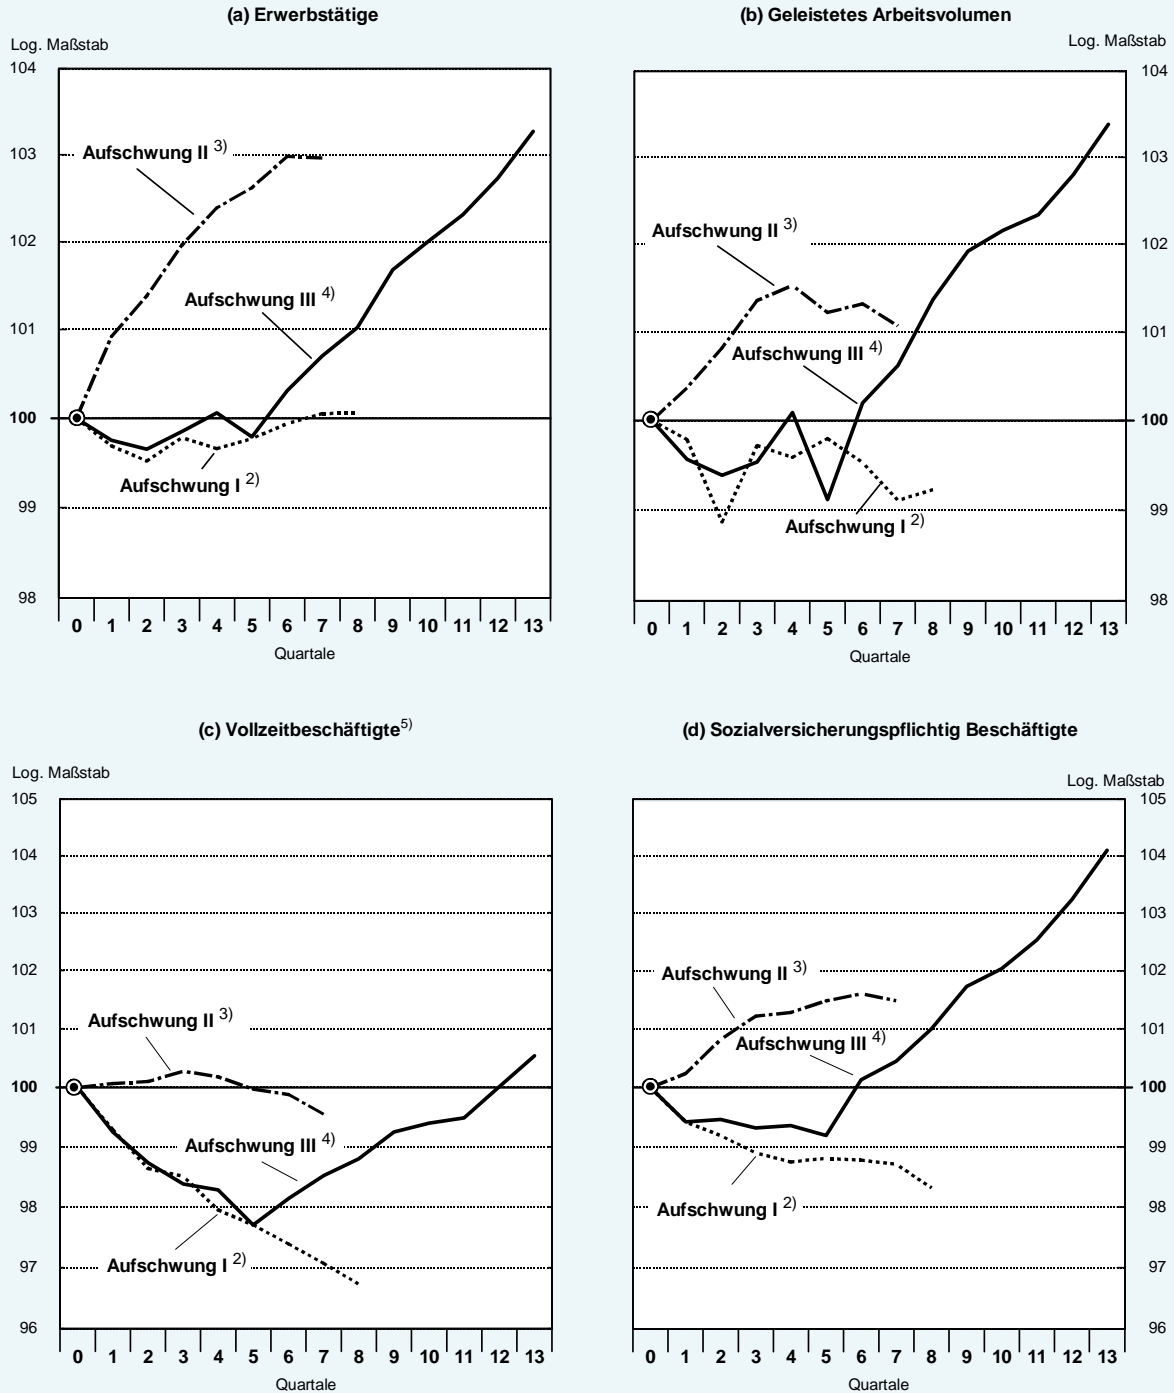 (a) Erwerbstätige
Log. Maßstab
104
103
102
101
100
99
98
Aufschwung II 3)
Aufschwung III 4)
Aufschwung I 2)
0 1 2 3 4 5 6 7 8 9 10 11 12 13
Quartale
(b) Geleistetes Arbeitsvolumen
Log. Maßstab
104
103
102
101
100
99
98
Aufschwung II 3)
Aufschwung III 4)
Aufschwung I 2)
0 1 2 3 4 5 6 7 8 9 10 11 12 13
Quartale
(c) Vollzeitbeschäftigte5)
Log. Maßstab
105
104
103
102
101
100
99
98
97
96
Aufschwung II 3)
Aufschwung III 4)
Aufschwung I 2)
0 1 2 3 4 5 6 7 8 9 10 11 12 13
Quartale
(d) Sozialversicherungspflichtig Beschäftigte
Log. Maßstab
105
104
103
102
101
100
99
98
97
96
Aufschwung II 3)
Aufschwung III 4)
Aufschwung I 2)
0 1 2 3 4 5 6 7 8 9 10 11 12 13
Quartale